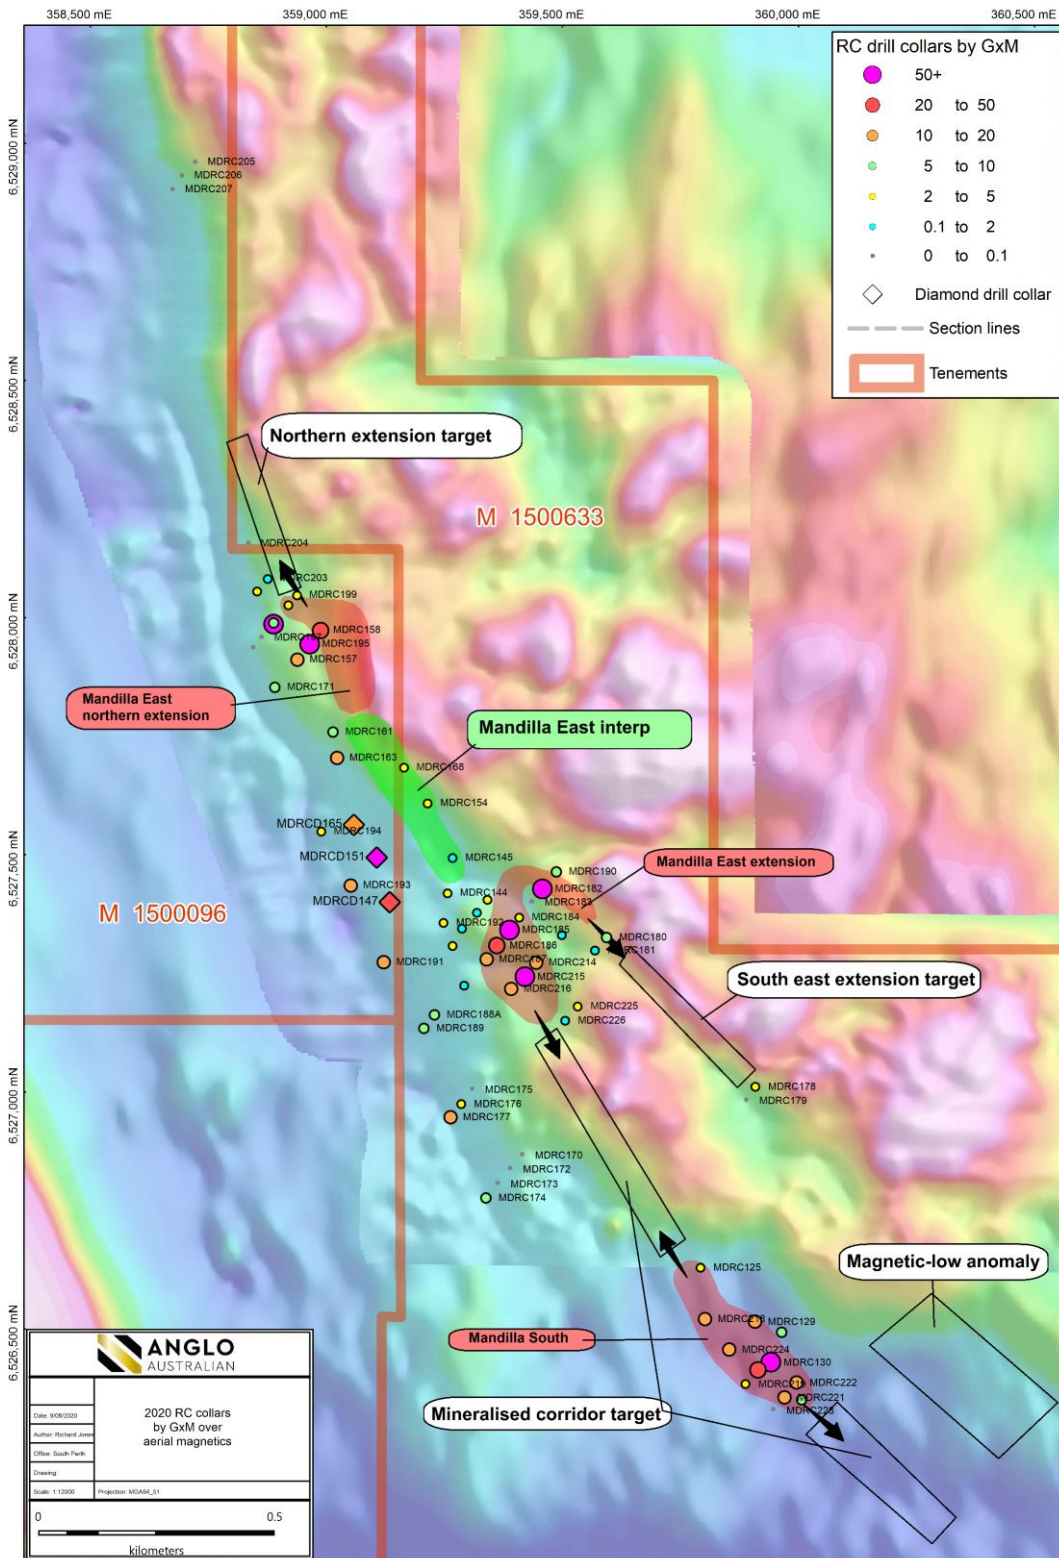 358,500 mE
359,000 mE
359,500 mE
360,000 mE
360,500 mE
6,529,000 mN
6,528,500 mN
6,528,000 mN
6,527,500 mN
6,527,000 mN
6,526,500 mN
RC drill collars by GxM
50+
20 to 50
10 to 20
5 to 10
2 to 5
0.1 to 2
0 to 0.1
Diamond drill collar
Section lines
Tenements
MDRC205
MDRC206
MDRC207
Northern extension target
M 1500633
MDRC204
MDRC203
MDRC199
MDRC158
MDRC195
MDRC157
MDRC171
Mandilla East
northern extension
MDRC161
Mandilla East interp
MDRC163
MDRC168
MDRC154
MDRCD165
MDRC194
MDRCD151
MDRC145
MDRC190
Mandilla East extension
MDRC193
MDRC144
MDRC182
MDRC183
MDRCD147
M 1500096
MDRC184
MDRC192
MDRC185
MDRC180
MDRC186
RC181
MDRC187
MDRC191
MDRC214
MDRC215
South east extension target
MDRC216
MDRC225
MDRC188A
MDRC226
MDRC189
MDRC175
MDRC178
MDRC176
MDRC179
MDRC177
MDRC170
MDRC172
MDRC173
MDRC174
Magnetic-low anomaly
MDRC125
MDRC129
Mandilla South
MDRC224
MDRC130
MDRC222
MDRC221
Mineralised corridor target
ANGLO
AUSTRALIAN
Date: 9/06/2020
Author: Richard Jones
Office: South Perth
Drawing:
Scale: 1:12000
Projection: MGA94_51
2020 RC collars
by GxM over
aerial magnetics
0
0.5
kilometers